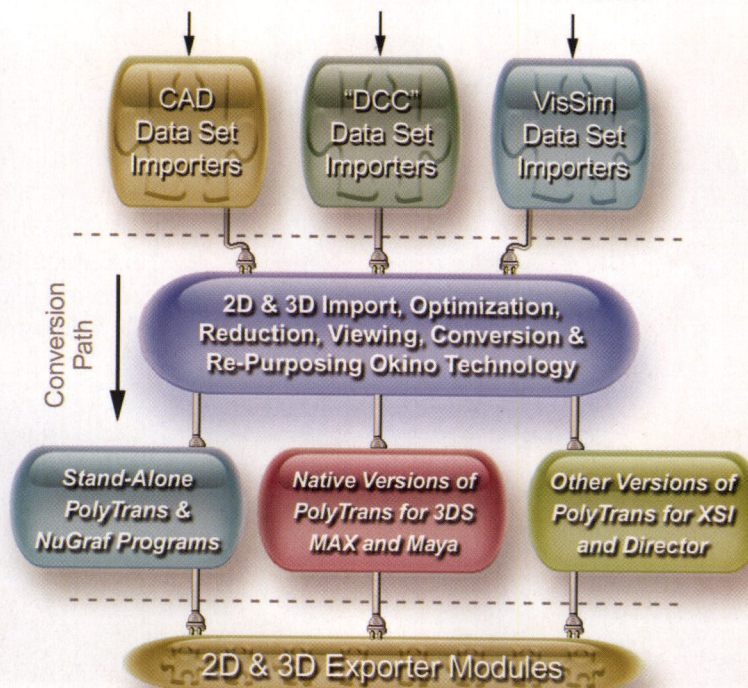 CAD
Data Set
Importers
"DCC"
Data Set
Importers
VisSim
Data Set
Importers
Conversion
Path
2D & 3D Import, Optimization,
Reduction, Viewing, Conversion &
Re-Purposing Okino Technology
Stand-Alone
PolyTrans &
NuGraf Programs
Native Versions of
PolyTrans for 3DS
MAX and Maya
Other Versions of
PolyTrans for XSI
and Director
2D & 3D Exporter Modules